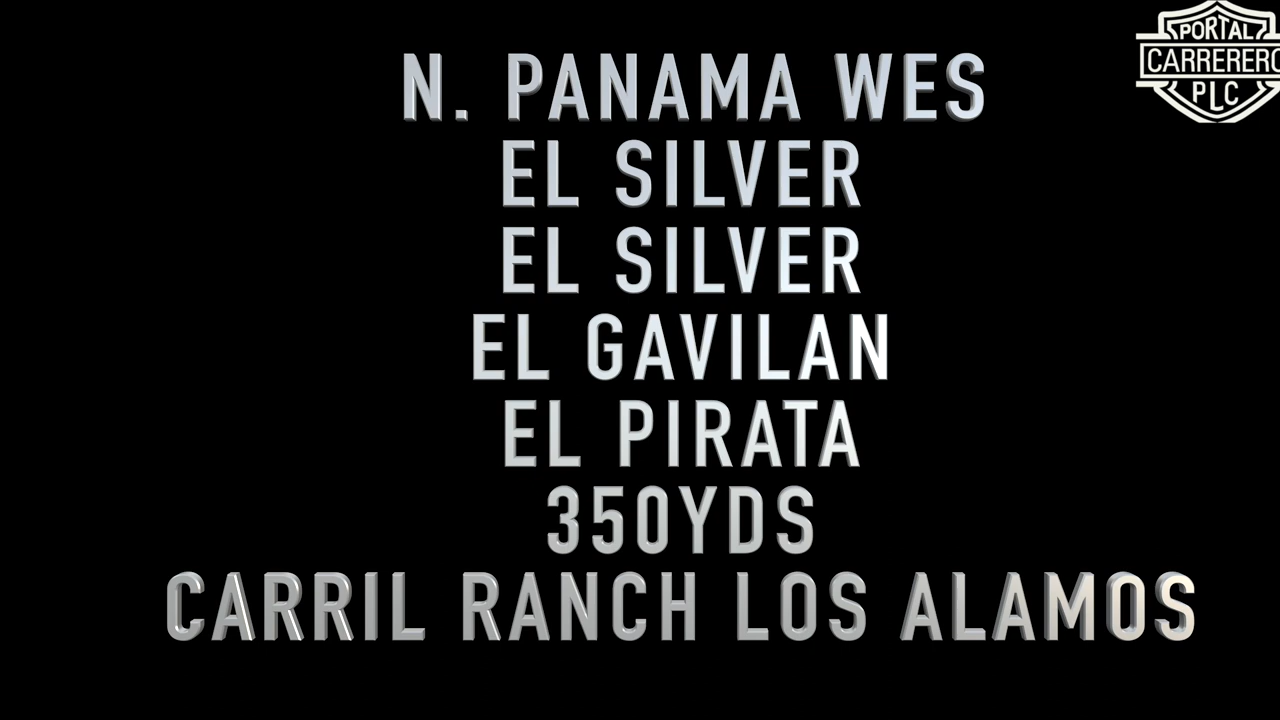 PORTAL
CARRERERO
PLC
N. PANAMA WES
EL SILVER
EL SILVER
EL GAVILAN
EL PIRATA
350YDS
CARRIL RANCH LOS ALAMOS